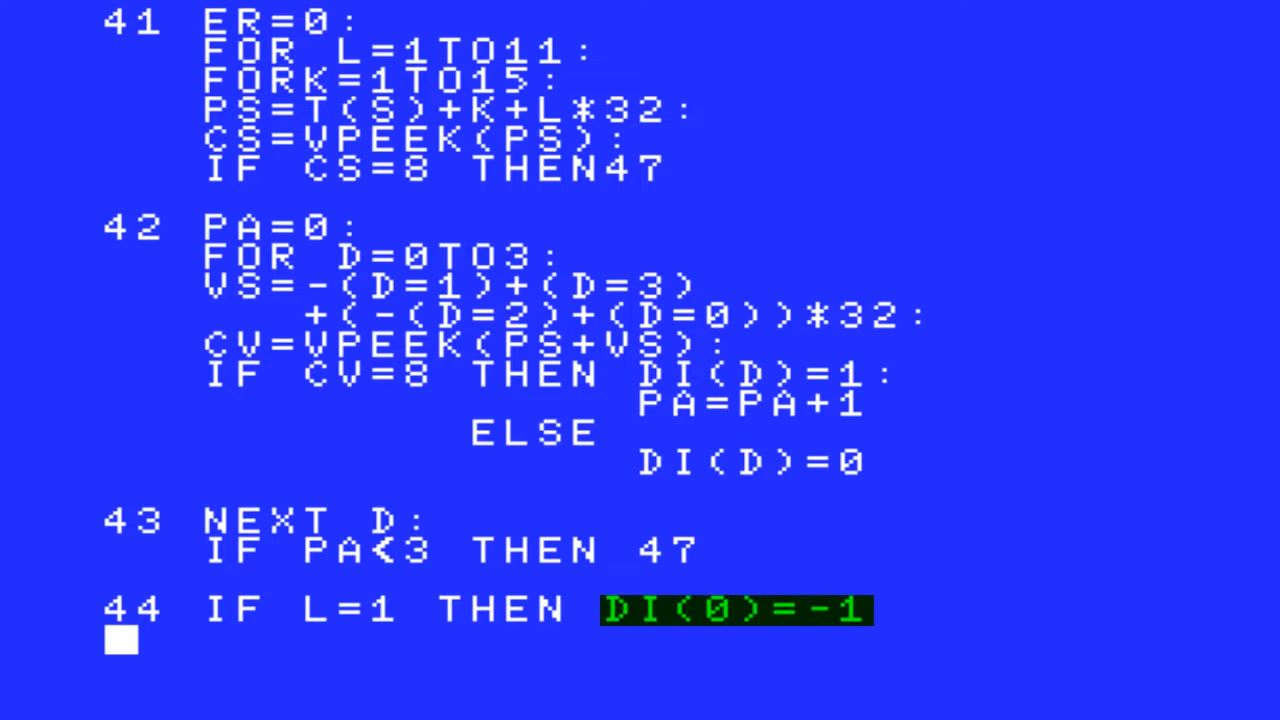 41 ER=0:
FOR L=1TO11:
FORK=1TO15:
PS=T(S)+K+L*32:
CS=VPEEK(PS):
IF CS=8 THEN47
42 PA=0:
FOR D=0TO3:
VS=-(D=1)+(D=3)
+(-(D=2)+(D=0))*32:
CV=VPEEK(PS+VS):
IF CV=8 THEN DI(D)=1:
PA=PA+1
ELSE
DI(D)=0
43 NEXT D:
IF PA<3 THEN 47
44 IF L=1 THEN DI(0)=-1